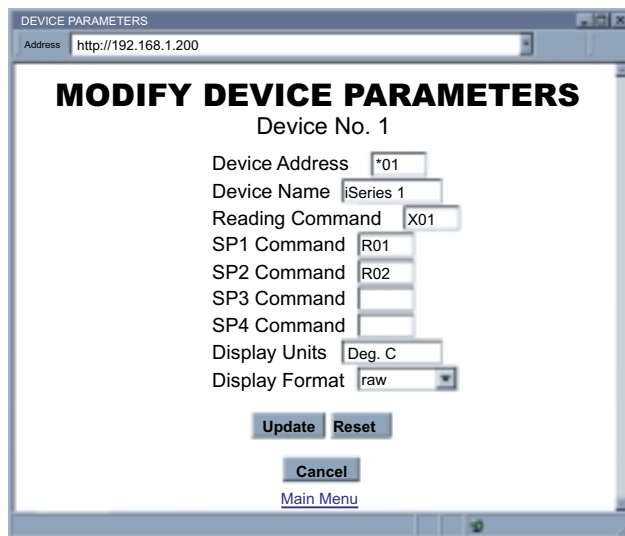 DEVICE PARAMETERS
Address http://192.168.1.200
MODIFY DEVICE PARAMETERS
Device No. 1
Device Address *01
Device Name iSeries 1
Reading Command X01
SP1 Command R01
SP2 Command R02
SP3 Command
SP4 Command
Display Units Deg. C
Display Format raw
Update Reset
Cancel
Main Menu